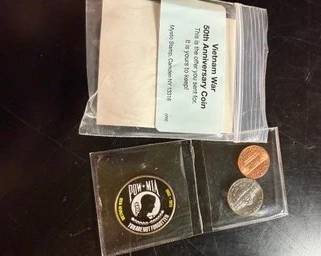 Vietnam War
50th Anniversary Coin
This is the offer you sent for.
It is yours to keep!
Mystic Stamp, Camden NY 13316
POW★MIA
YOU ARE NOT FORGOTTEN